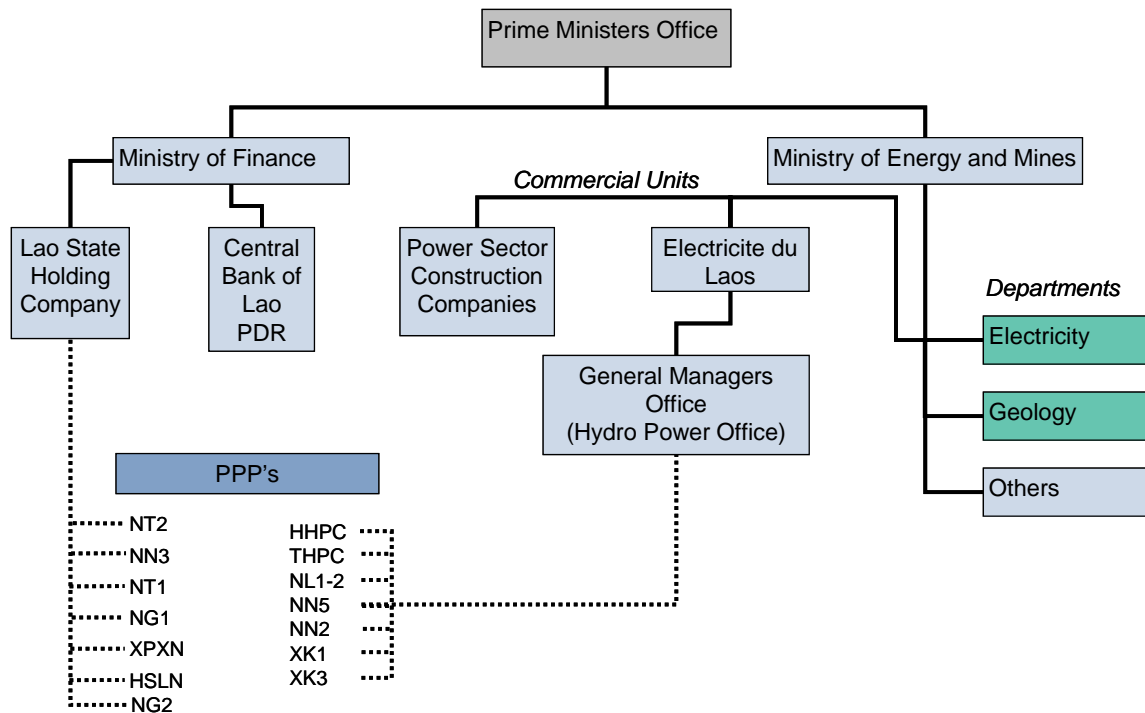 Prime Ministers Office
Ministry of Finance
Ministry of Energy and Mines
Commercial Units
Lao State
Holding
Company
Central
Bank of
Lao
PDR
Power Sector
Construction
Companies
Electricite du
Laos
Departments
Electricity
General Managers
Office
(Hydro Power Office)
Geology
Others
PPP's
NT2
NN3
NT1
NG1
XPXN
HSLN
NG2
HHPC
THPC
NL1-2
NN5
NN2
XK1
XK3